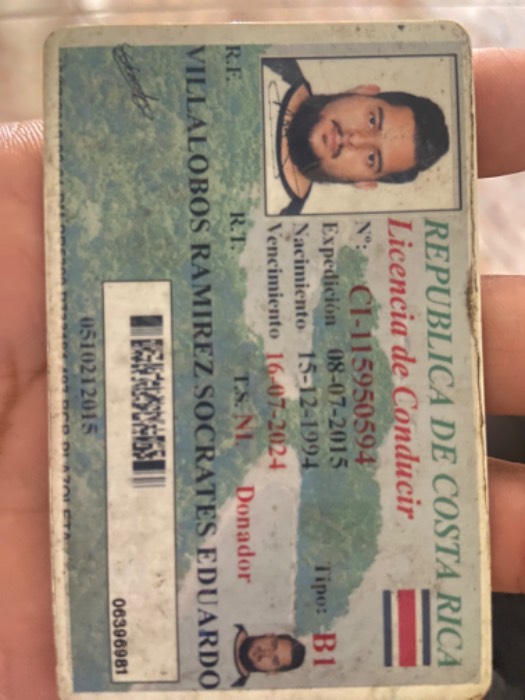 REPUBLICA DE COSTA RICA
Licencia de Conducir
Nº: CI-115950594
Expedición 08-07-2015
Nacimiento 15-12-1994
Vencimiento 16-07-2024
Tipo: B1
R.F. R.T. T.S. NI Donador
VILLALOBOS RAMIREZ SOCRATES EDUARDO
06396981
0510212015